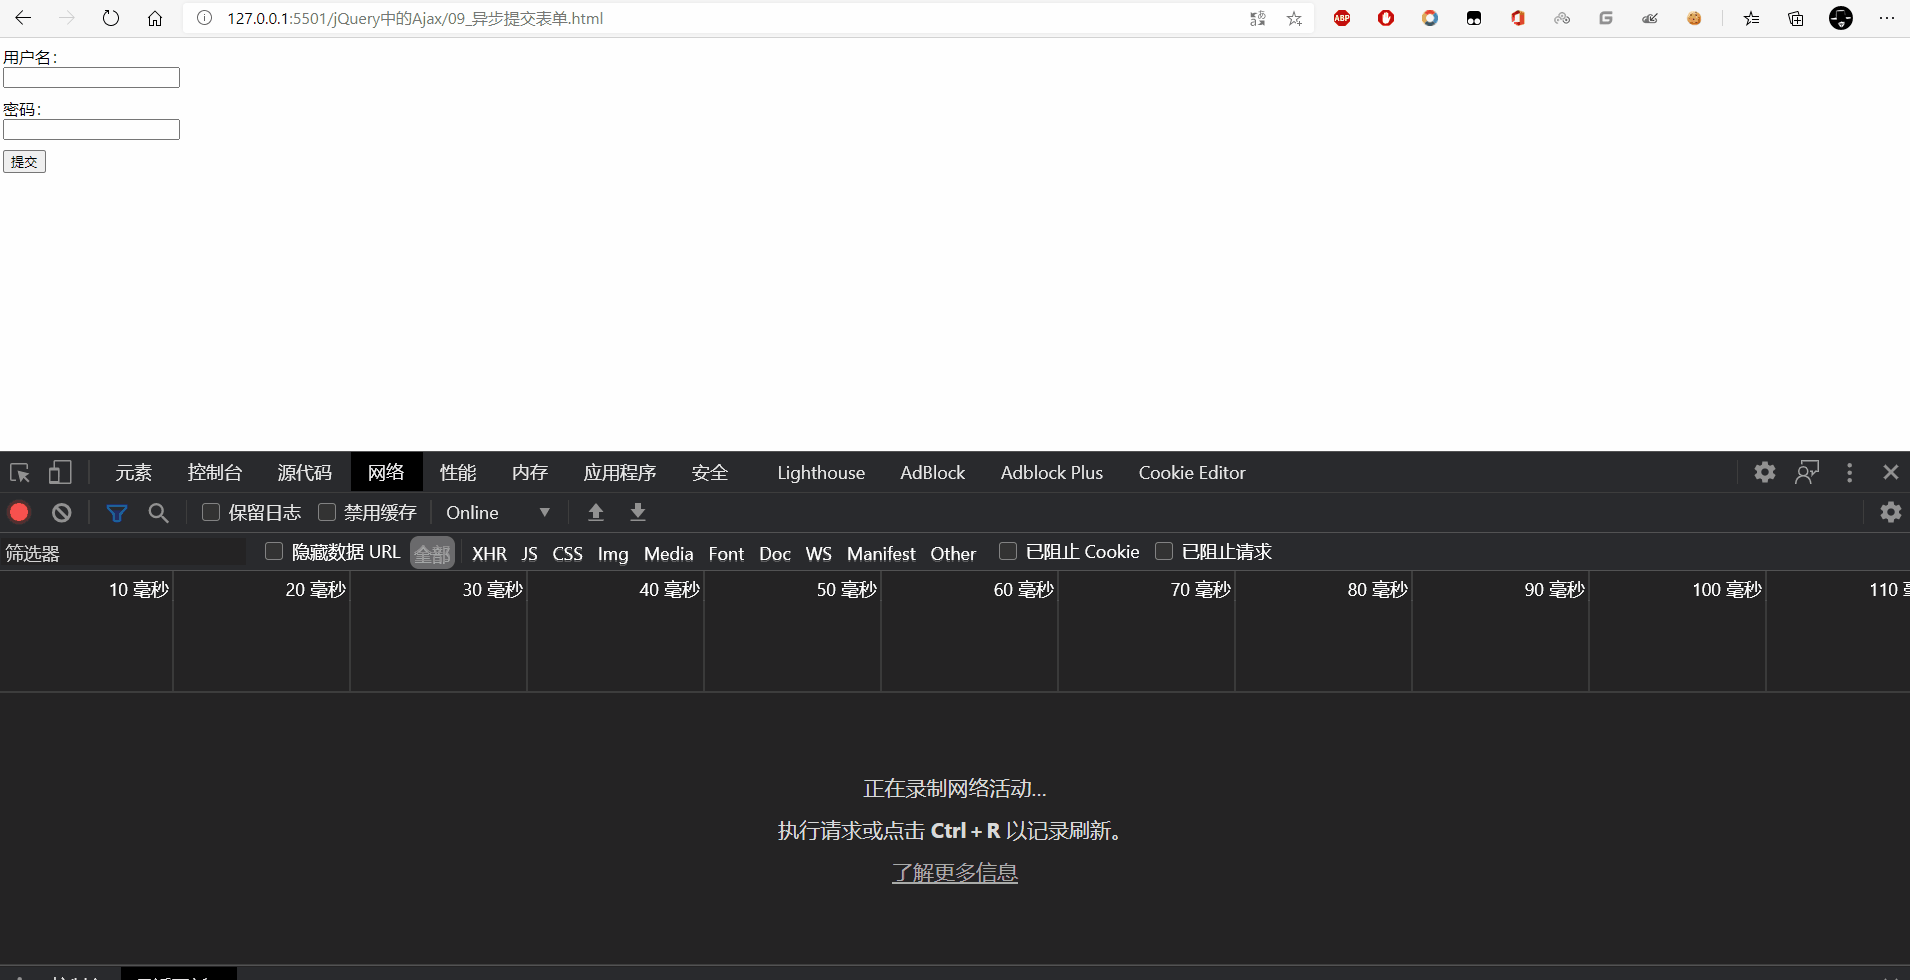 127.0.0.1:5501/jQuery中的Ajax/09_异步提交表单.html
ABP
用户名：
密码：
提交
元素 控制台 源代码 网络 性能 内存 应用程序 安全 Lighthouse AdBlock Adblock Plus Cookie Editor
保留日志 禁用缓存 Online
筛选器 隐藏数据 URL 全部 XHR JS CSS Img Media Font Doc WS Manifest Other 已阻止 Cookie 已阻止请求
10 毫秒 20 毫秒 30 毫秒 40 毫秒 50 毫秒 60 毫秒 70 毫秒 80 毫秒 90 毫秒 100 毫秒 110
正在录制网络活动...
执行请求或点击 Ctrl + R 以记录刷新。
了解更多信息